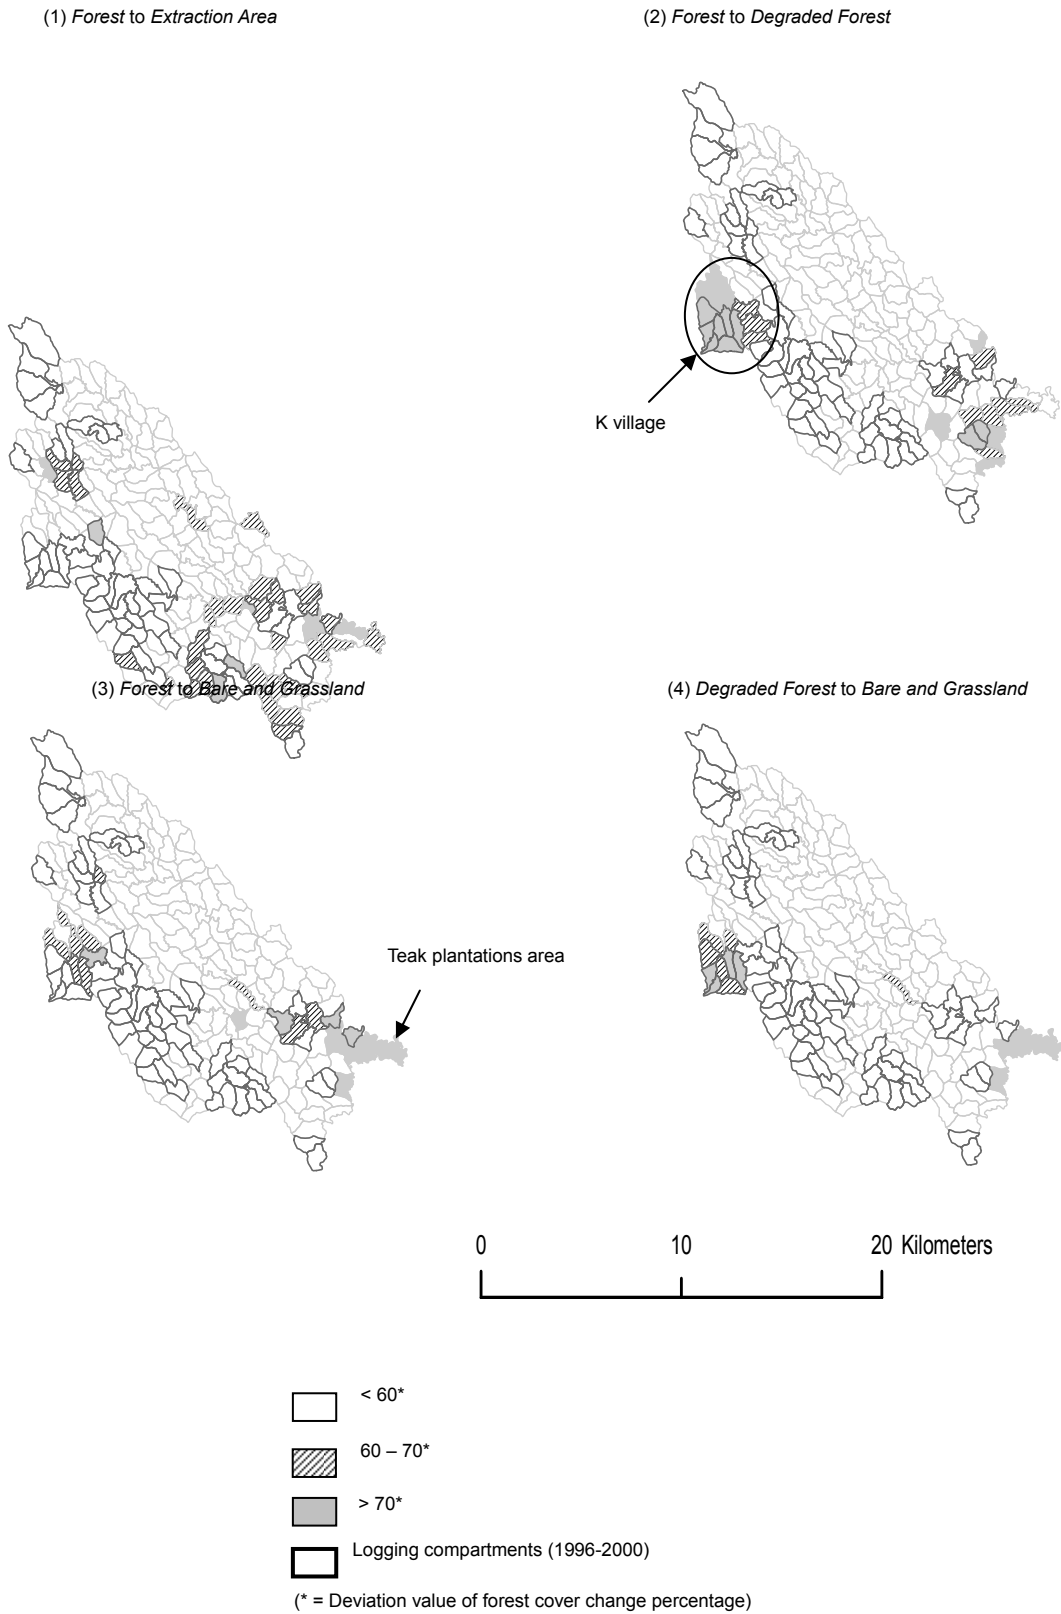 (1) Forest to Extraction Area
(2) Forest to Degraded Forest
K village
(3) Forest to Bare and Grassland
(4) Degraded Forest to Bare and Grassland
Teak plantations area
0 10 20 Kilometers
< 60*
60 – 70*
> 70*
Logging compartments (1996-2000)
(* = Deviation value of forest cover change percentage)